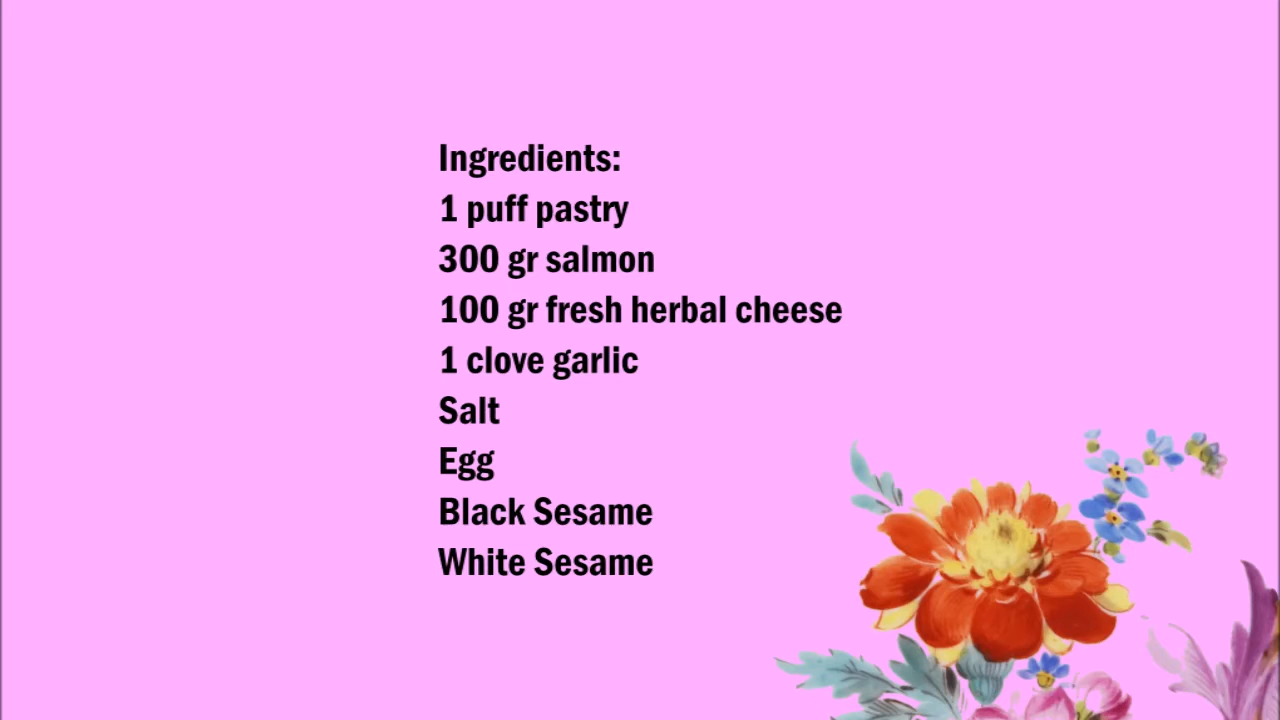 Ingredients:
1 puff pastry
300 gr salmon
100 gr fresh herbal cheese
1 clove garlic
Salt
Egg
Black Sesame
White Sesame